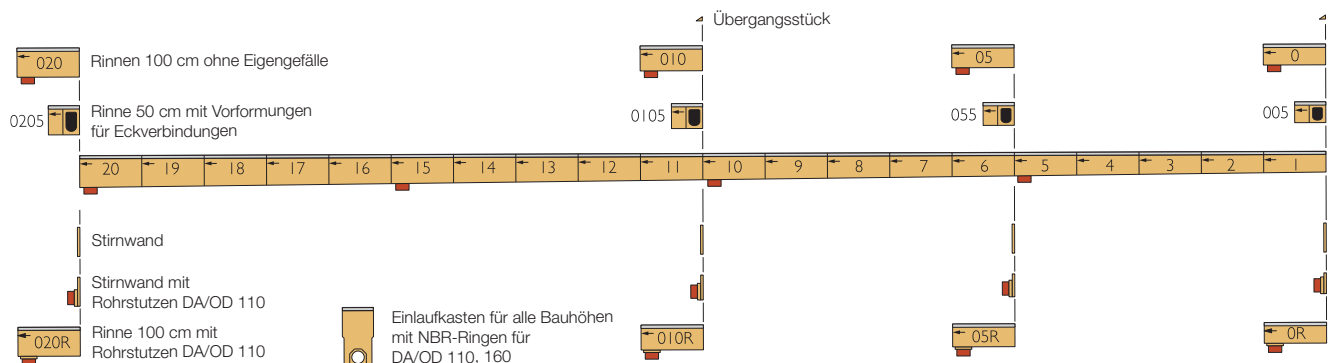 Übergangsstück
020 Rinnen 100 cm ohne Eigengefälle 010 05 0
0205 Rinne 50 cm mit Vorformungen
für Eckverbindungen 0105 055 005
20 19 18 17 16 15 14 13 12 11 10 9 8 7 6 5 4 3 2 1
Stirnwand
Stirnwand mit
Rohrstutzen DA/OD 110
020R Rinne 100 cm mit
Rohrstutzen DA/OD 110
Einlaufkasten für alle Bauhöhen
mit NBR-Ringen für
DA/OD 110, 160
010R 05R 0R